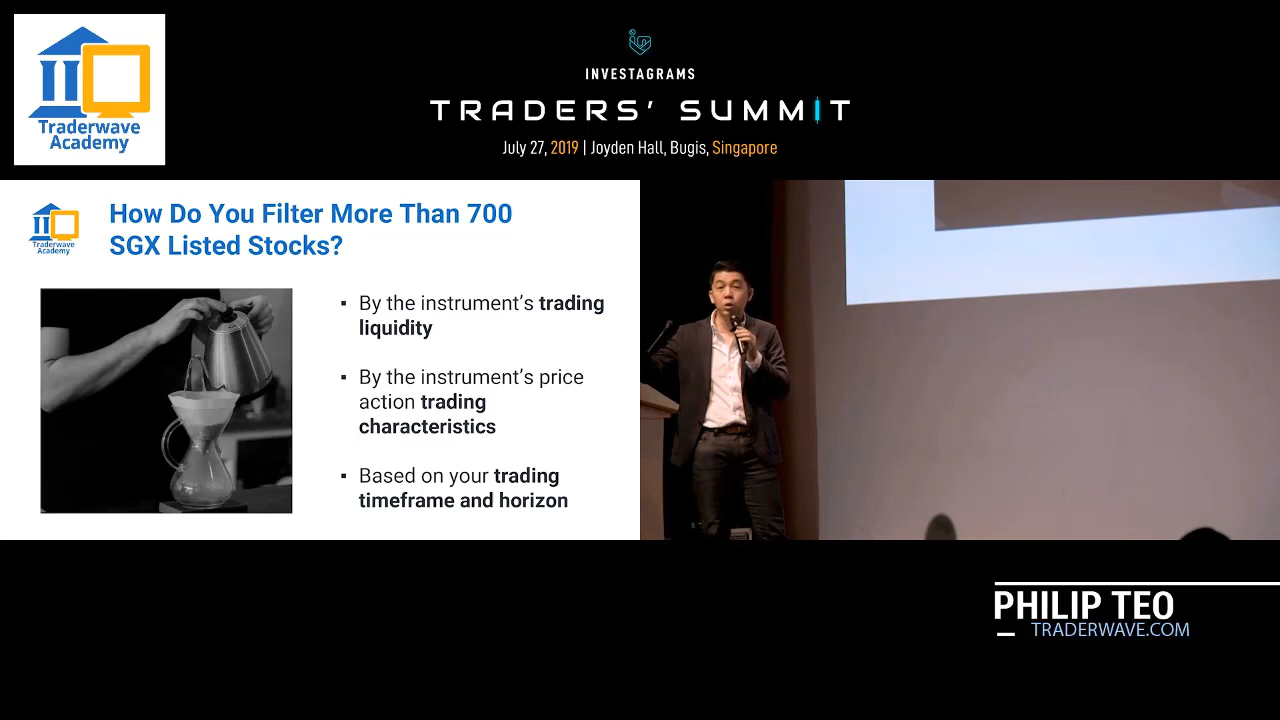 Traderwave
Academy
INVESTAGRAMS
TRADERS' SUMMIT
July 27, 2019 | Joyden Hall, Bugis, Singapore
Traderwave
Academy
How Do You Filter More Than 700
SGX Listed Stocks?
▪ By the instrument’s trading
liquidity
▪ By the instrument’s price
action trading
characteristics
▪ Based on your trading
timeframe and horizon
PHILIP TEO
TRADERWAVE.COM